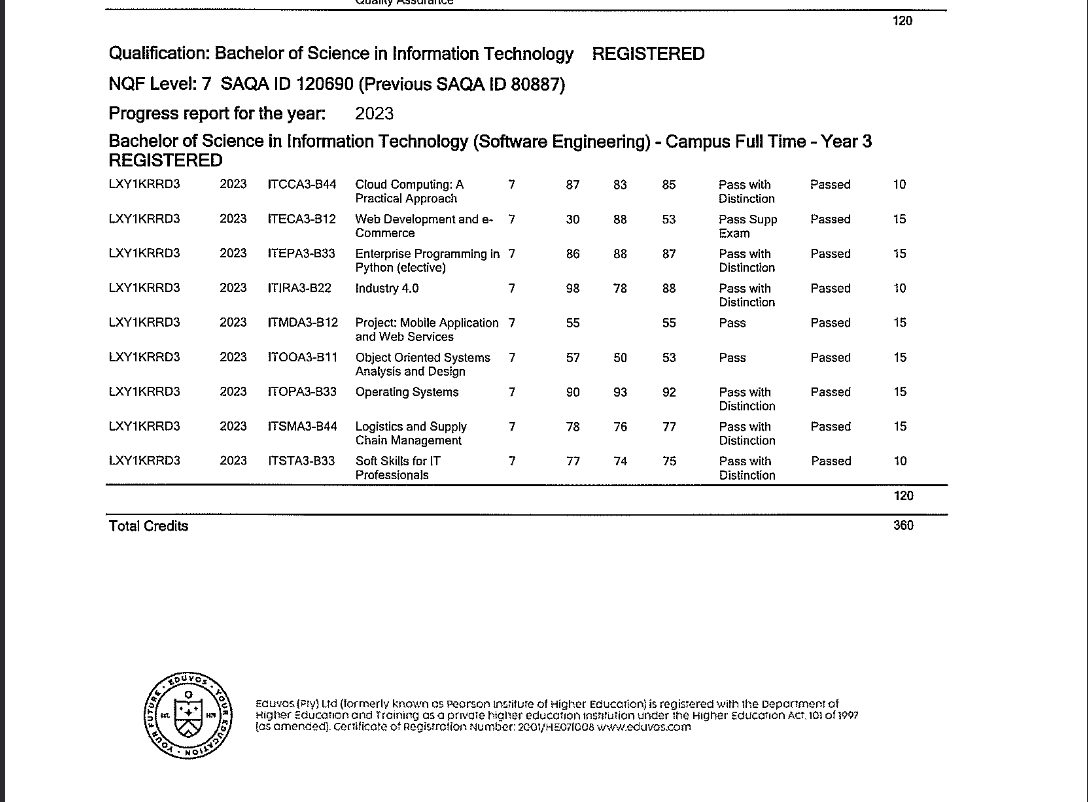 Quality Assurance
120
Qualification: Bachelor of Science in Information Technology REGISTERED
NQF Level: 7 SAQA ID 120690 (Previous SAQA ID 80887)
Progress report for the year: 2023
Bachelor of Science in Information Technology (Software Engineering) - Campus Full Time - Year 3
REGISTERED
LXY1KRRD3 2023 ITCCA3-B44 Cloud Computing: A 7 87 83 85 Pass with Passed 10
Practical Approach Distinction
LXY1KRRD3 2023 ITECA3-B12 Web Development and e- 7 30 88 53 Pass Supp Passed 15
Commerce Exam
LXY1KRRD3 2023 ITEPA3-B33 Enterprise Programming in 7 86 88 87 Pass with Passed 15
Python (elective) Distinction
LXY1KRRD3 2023 ITIRA3-B22 Industry 4.0 7 98 78 88 Pass with Passed 10
Distinction
LXY1KRRD3 2023 ITMDA3-B12 Project: Mobile Application 7 55 55 Pass Passed 15
and Web Services
LXY1KRRD3 2023 ITOOA3-B11 Object Oriented Systems 7 57 50 53 Pass Passed 15
Analysis and Design
LXY1KRRD3 2023 ITOPA3-B33 Operating Systems 7 90 93 92 Pass with Passed 15
Distinction
LXY1KRRD3 2023 ITSMA3-B44 Logistics and Supply 7 78 76 77 Pass with Passed 15
Chain Management Distinction
LXY1KRRD3 2023 ITSTA3-B33 Soft Skills for IT 7 77 74 75 Pass with Passed 10
Professionals Distinction
120
Total Credits 360
EDUVOS · YOUR EDUCATION · YOUR FUTURE ·
Eduvos (Pty) Ltd (formerly known as Pearson Institute of Higher Education) is registered with the Department of
Higher Education and Training as a private higher education institution under the Higher Education Act, 101 of 1997
(as amended). Certificate of Registration Number: 2001/HE07/008 www.eduvos.com